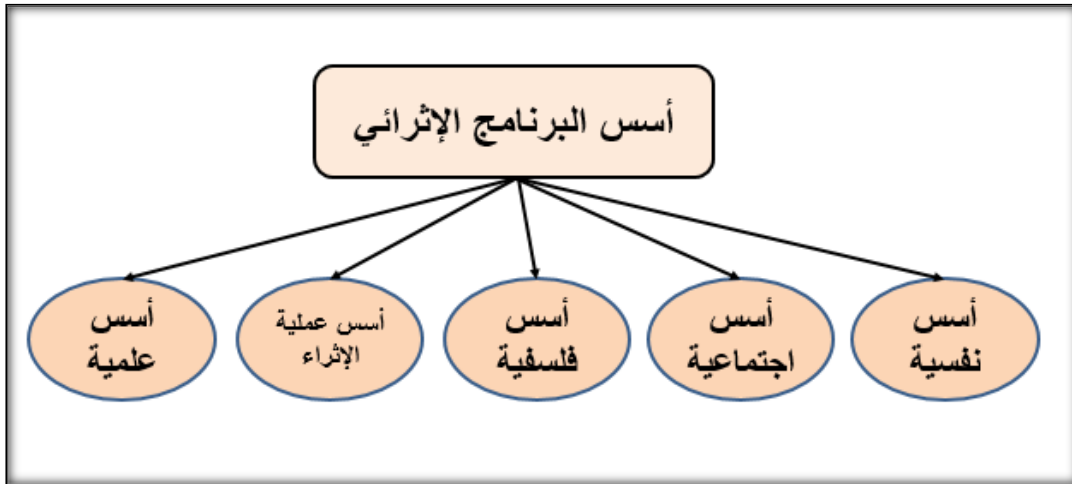 أسس البرنامج الإثرائي
أسس
نفسية
أسس
اجتماعية
أسس
فلسفية
أسس عملية
الإثراء
أسس
علمية